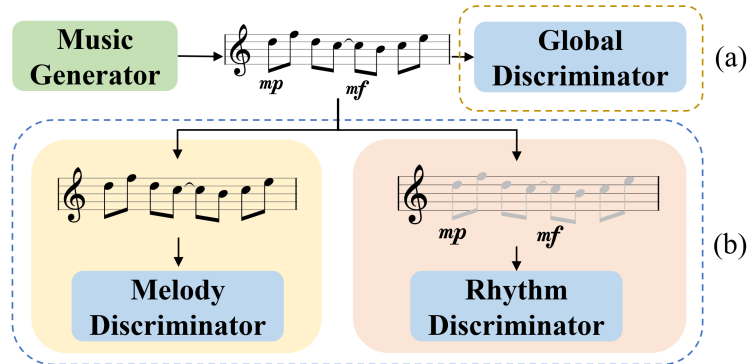 Music
Generator
mp
mf
Global
Discriminator
(a)
Melody
Discriminator
mp
mf
Rhythm
Discriminator
(b)